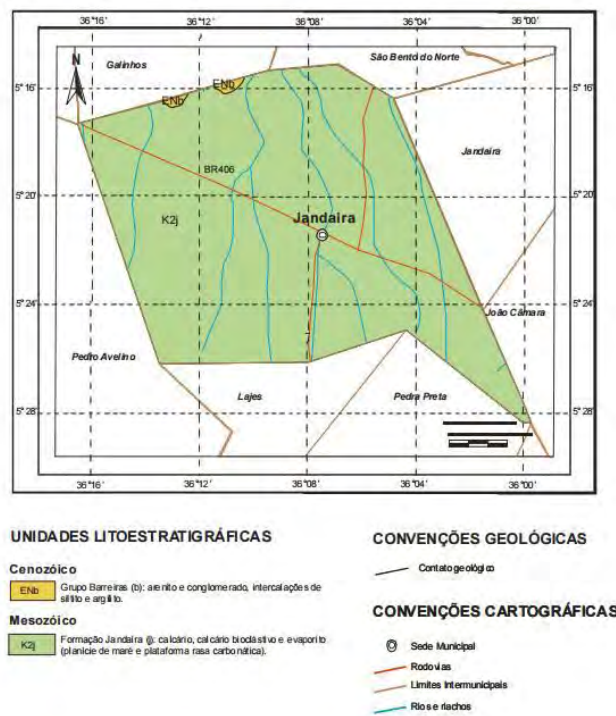 36°16' 36°12' 36°08' 36°04' 36°00'
N
Galinhos
São Bento do Norte
5°16' 5°16'
ENb
ENb
Jandaíra
5°20' 5°20'
BR406
K2j
Jandaíra
5°24' 5°24'
João Câmara
Pedro Avelino
Lajes
Pedra Preta
5°28' 5°28'
36°16' 36°12' 36°08' 36°04' 36°00'
UNIDADES LITOESTRATIGRÁFICAS
Cenozóico
ENb Grupo Barreiras (b): arenito e conglomerado, intercalações de
siltito e argilito.
Mesozóico
K2j Formação Jandaíra (j): calcário, calcário bioclástivo e evaporito
(planície de maré e plataforma rasa carbonática).
CONVENÇÕES GEOLÓGICAS
Contato geológico
CONVENÇÕES CARTOGRÁFICAS
Sede Municipal
Rodovias
Limites Intermunicipais
Rios e riachos